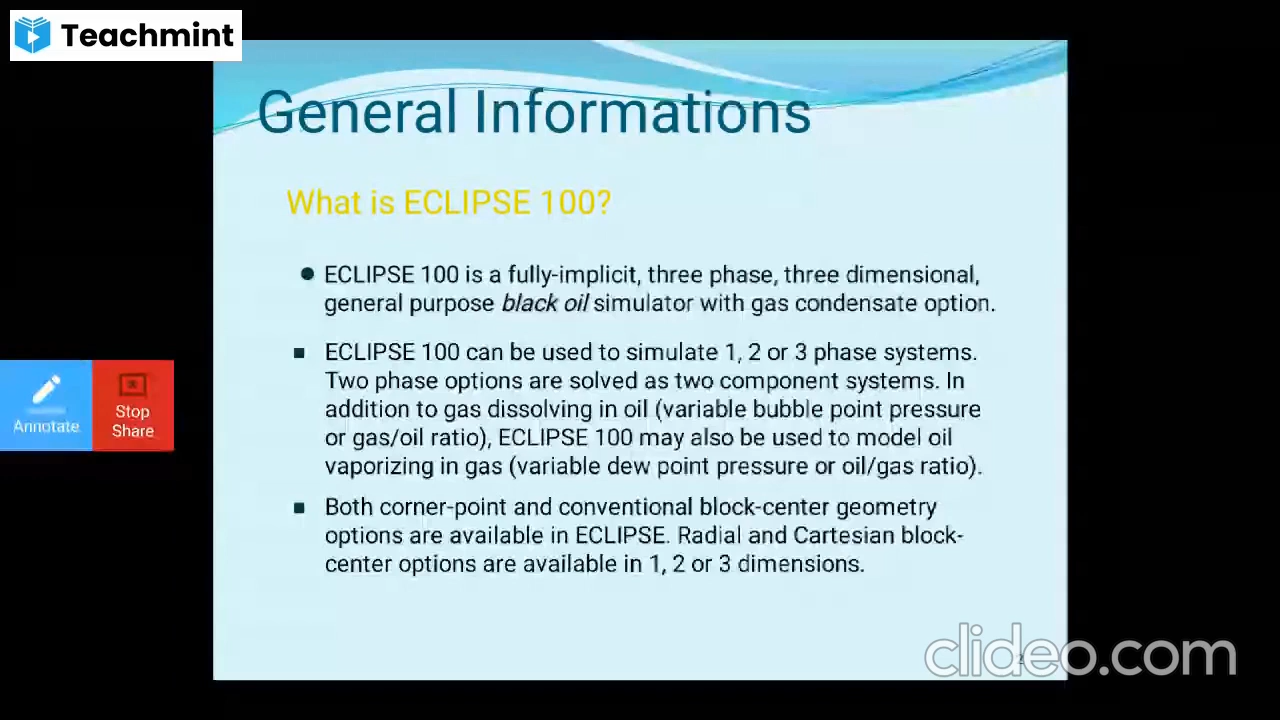 Teachmint
General Informations
What is ECLIPSE 100?
ECLIPSE 100 is a fully-implicit, three phase, three dimensional,
general purpose black oil simulator with gas condensate option.
ECLIPSE 100 can be used to simulate 1, 2 or 3 phase systems.
Two phase options are solved as two component systems. In
addition to gas dissolving in oil (variable bubble point pressure
or gas/oil ratio), ECLIPSE 100 may also be used to model oil
vaporizing in gas (variable dew point pressure or oil/gas ratio).
Both corner-point and conventional block-center geometry
options are available in ECLIPSE. Radial and Cartesian block-
center options are available in 1, 2 or 3 dimensions.
Annotate
Stop
Share
clideo.com
2